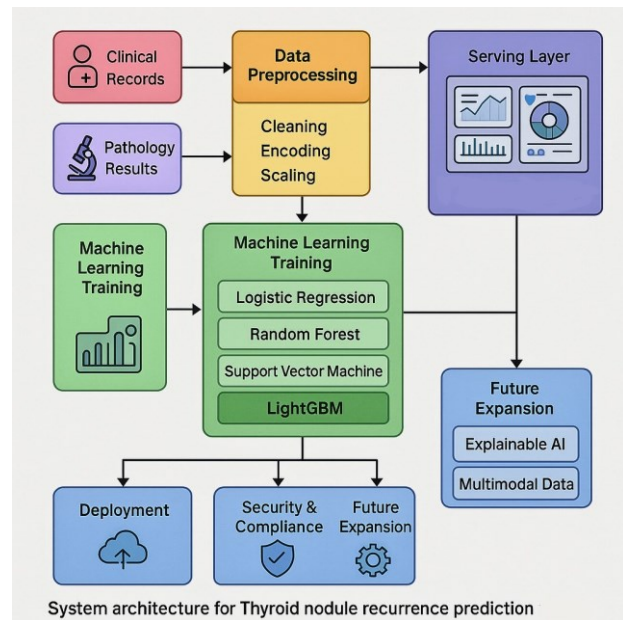 Clinical
Records
Data
Preprocessing
Serving Layer
Pathology
Results
Cleaning
Encoding
Scaling
Machine
Learning
Training
Machine Learning
Training
Logistic Regression
Random Forest
Support Vector Machine
LightGBM
Future
Expansion
Explainable AI
Multimodal Data
Deployment
Security &
Compliance
Future
Expansion
System architecture for Thyroid nodule recurrence prediction